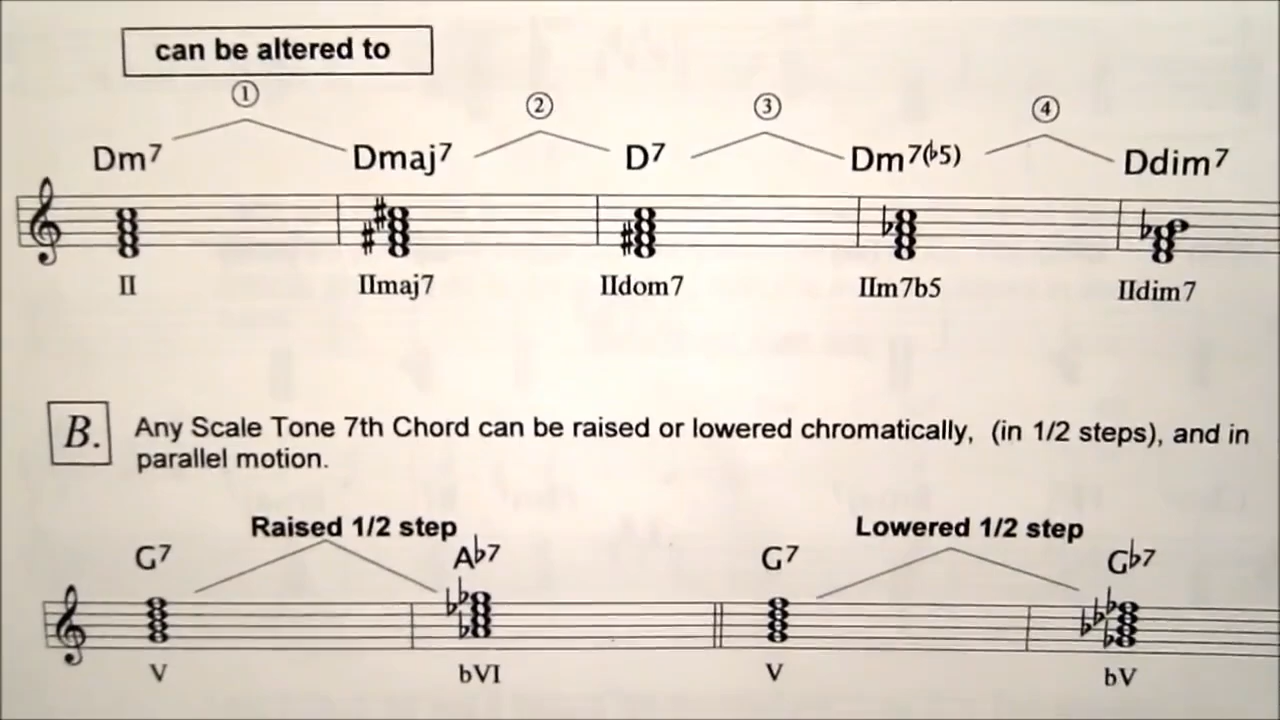 can be altered to
① ② ③ ④
Dm7 Dmaj7 D7 Dm7(♭5) Ddim7
II IImaj7 IIdom7 IIm7b5 IIdim7
B. Any Scale Tone 7th Chord can be raised or lowered chromatically, (in 1/2 steps), and in
parallel motion.
Raised 1/2 step Lowered 1/2 step
G7 A♭7 G7 G♭7
V bVI V bV